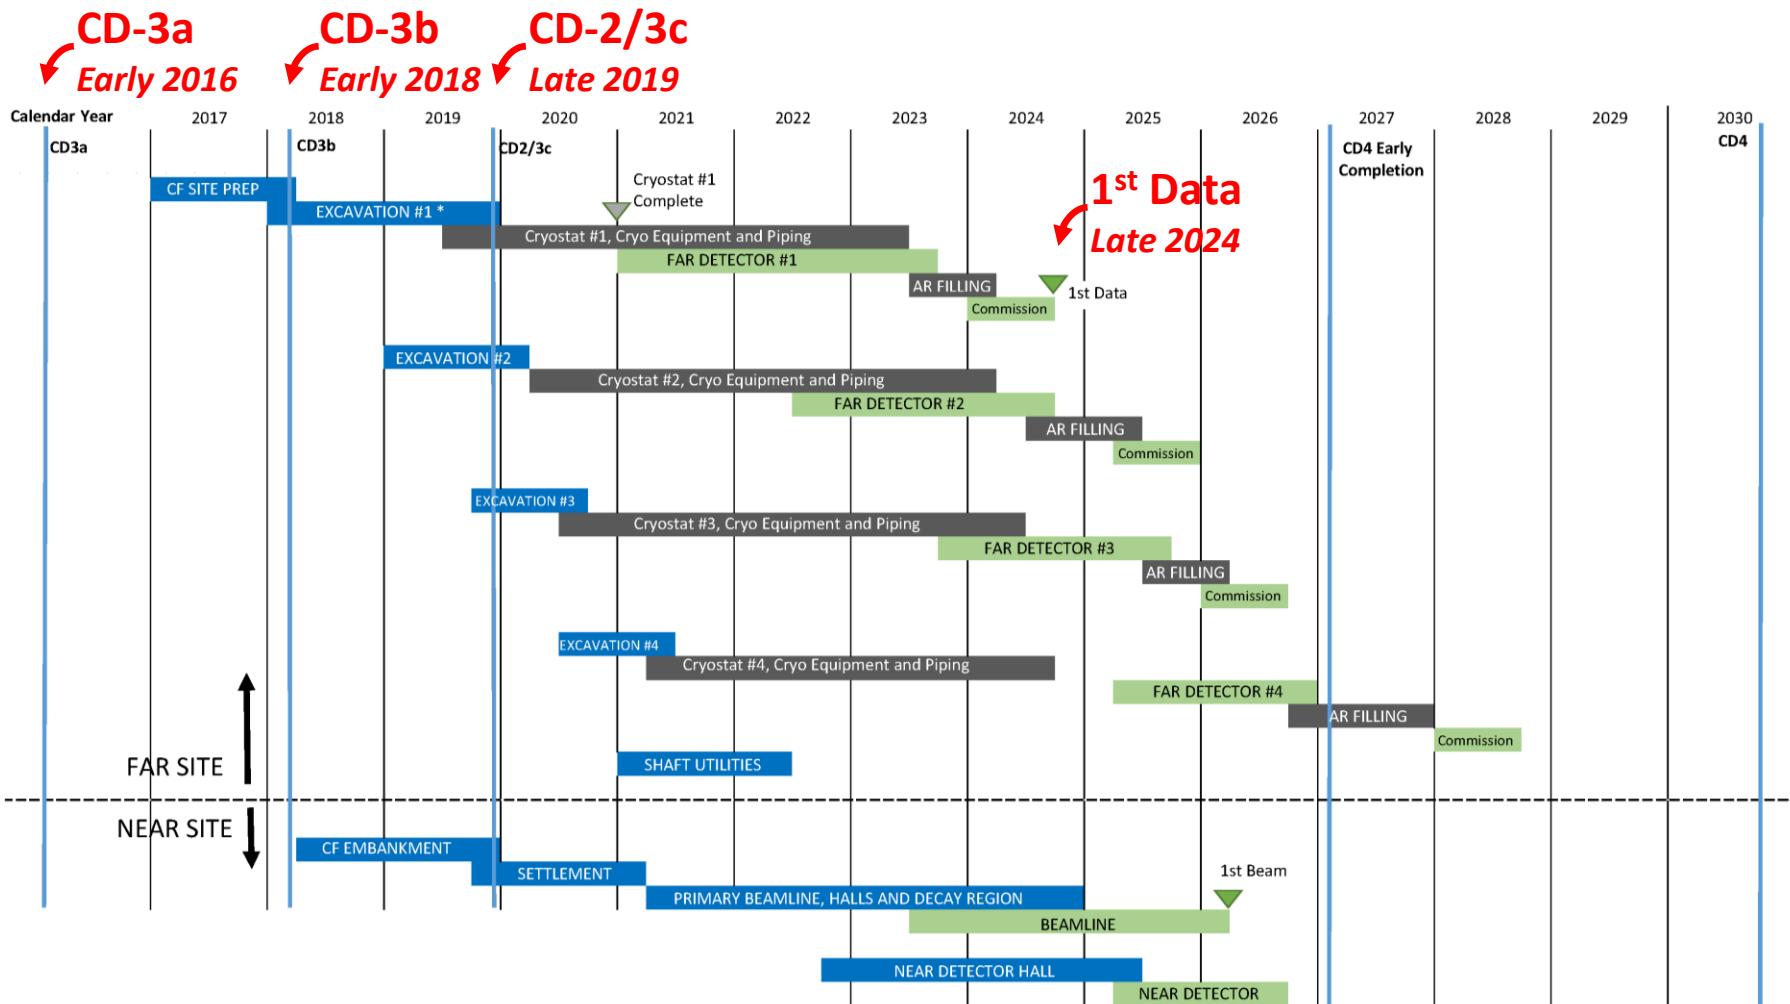 CD-3a
Early 2016
CD-3b
Early 2018
CD-2/3c
Late 2019
Calendar Year 2017 2018 2019 2020 2021 2022 2023 2024 2025 2026 2027 2028 2029 2030
CD3a
CD3b
CD2/3c
CD4 Early
Completion
CD4
CF SITE PREP
EXCAVATION #1 *
Cryostat #1
Complete
1st Data
Late 2024
Cryostat #1, Cryo Equipment and Piping
FAR DETECTOR #1
AR FILLING
1st Data
Commission
EXCAVATION #2
Cryostat #2, Cryo Equipment and Piping
FAR DETECTOR #2
AR FILLING
Commission
EXCAVATION #3
Cryostat #3, Cryo Equipment and Piping
FAR DETECTOR #3
AR FILLING
Commission
EXCAVATION #4
Cryostat #4, Cryo Equipment and Piping
FAR DETECTOR #4
AR FILLING
Commission
SHAFT UTILITIES
FAR SITE
NEAR SITE
CF EMBANKMENT
SETTLEMENT
1st Beam
PRIMARY BEAMLINE, HALLS AND DECAY REGION
BEAMLINE
NEAR DETECTOR HALL
NEAR DETECTOR